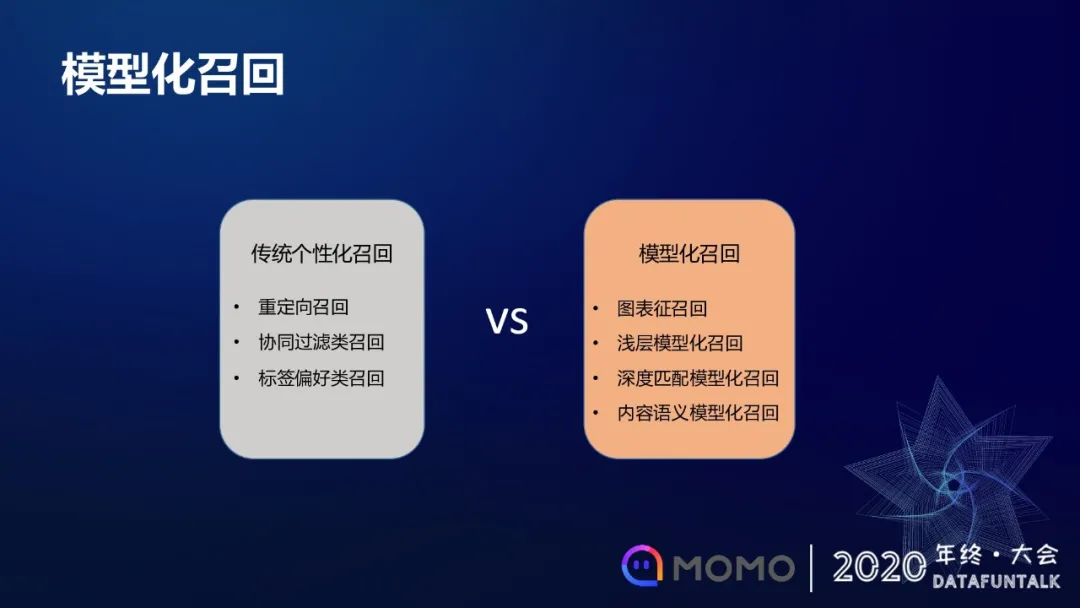 模型化召回
传统个性化召回
• 重定向召回
• 协同过滤类召回
• 标签偏好类召回
VS
模型化召回
• 图表征召回
• 浅层模型化召回
• 深度匹配模型化召回
• 内容语义模型化召回
MOMO
2020
年终·大会
DATAFUNTALK